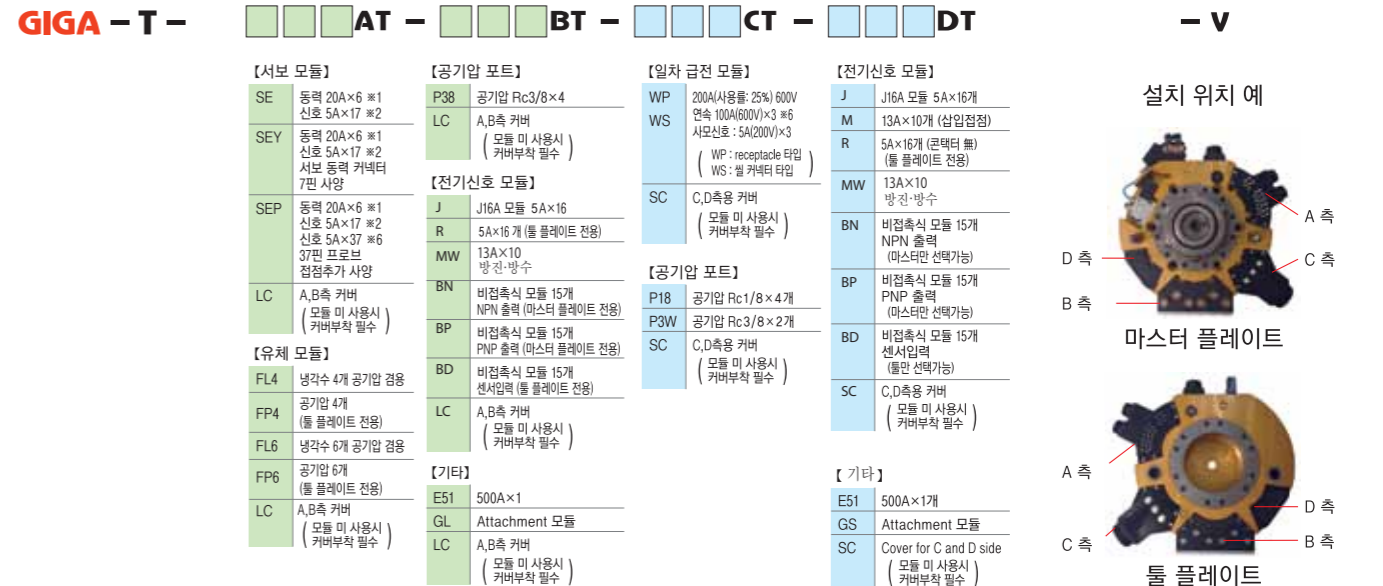 GIGA – T – AT – BT – CT – DT – V
【서보 모듈】
SE 동력 20A×6 ※1
신호 5A×17 ※2
SEY 동력 20A×6 ※1
신호 5A×17 ※2
서보 동력 커넥터
7핀 사양
SEP 동력 20A×6 ※1
신호 5A×17 ※2
신호 5A×37 ※6
37핀 프로브
접점추가 사양
LC A,B측 커버
( 모듈 미 사용시
커버부착 필수 )
【유체 모듈】
FL4 냉각수 4개 공기압 겸용
FP4 공기압 4개
(툴 플레이트 전용)
FL6 냉각수 6개 공기압 겸용
FP6 공기압 6개
(툴 플레이트 전용)
LC A,B측 커버
( 모듈 미 사용시
커버부착 필수 )
【공기압 포트】
P38 공기압 Rc3/8×4
LC A,B측 커버
( 모듈 미 사용시
커버부착 필수 )
【전기신호 모듈】
J J16A 모듈 5A×16
R 5A×16 개 (툴 플레이트 전용)
MW 13A×10
방진·방수
BN 비접촉식 모듈 15개
NPN 출력 (마스터 플레이트 전용)
BP 비접촉식 모듈 15개
PNP 출력 (마스터 플레이트 전용)
BD 비접촉식 모듈 15개
센서입력 (툴 플레이트 전용)
LC A,B측 커버
( 모듈 미 사용시
커버부착 필수 )
【기타】
E51 500A×1
GL Attachment 모듈
LC A,B측 커버
( 모듈 미 사용시
커버부착 필수 )
【일차 급전 모듈】
WP 200A(사용률: 25%) 600V
WS 연속 100A(600V)×3 ※6
사모신호 : 5A(200V)×3
( WP : receptacle 타입
WS : 씰 커넥터 타입 )
SC C,D측용 커버
( 모듈 미 사용시
커버부착 필수 )
【공기압 포트】
P18 공기압 Rc1/8×4개
P3W 공기압 Rc3/8×2개
SC C,D측용 커버
( 모듈 미 사용시
커버부착 필수 )
【전기신호 모듈】
J J16A 모듈 5A×16개
M 13A×10개 (삽입접점)
R 5A×16개 (콘택터 無)
(툴 플레이트 전용)
MW 13A×10
방진·방수
BN 비접촉식 모듈 15개
NPN 출력
(마스터만 선택가능)
BP 비접촉식 모듈 15개
PNP 출력
(마스터만 선택가능)
BD 비접촉식 모듈 15개
센서입력
(툴만 선택가능)
SC C,D측용 커버
( 모듈 미 사용시
커버부착 필수 )
【 기타 】
E51 500A×1개
GS Attachment 모듈
SC Cover for C and D side
( 모듈 미 사용시
커버부착 필수 )
설치 위치 예
A 측
D 측
C 측
B 측
마스터 플레이트
A 측
D 측
C 측
B 측
툴 플레이트